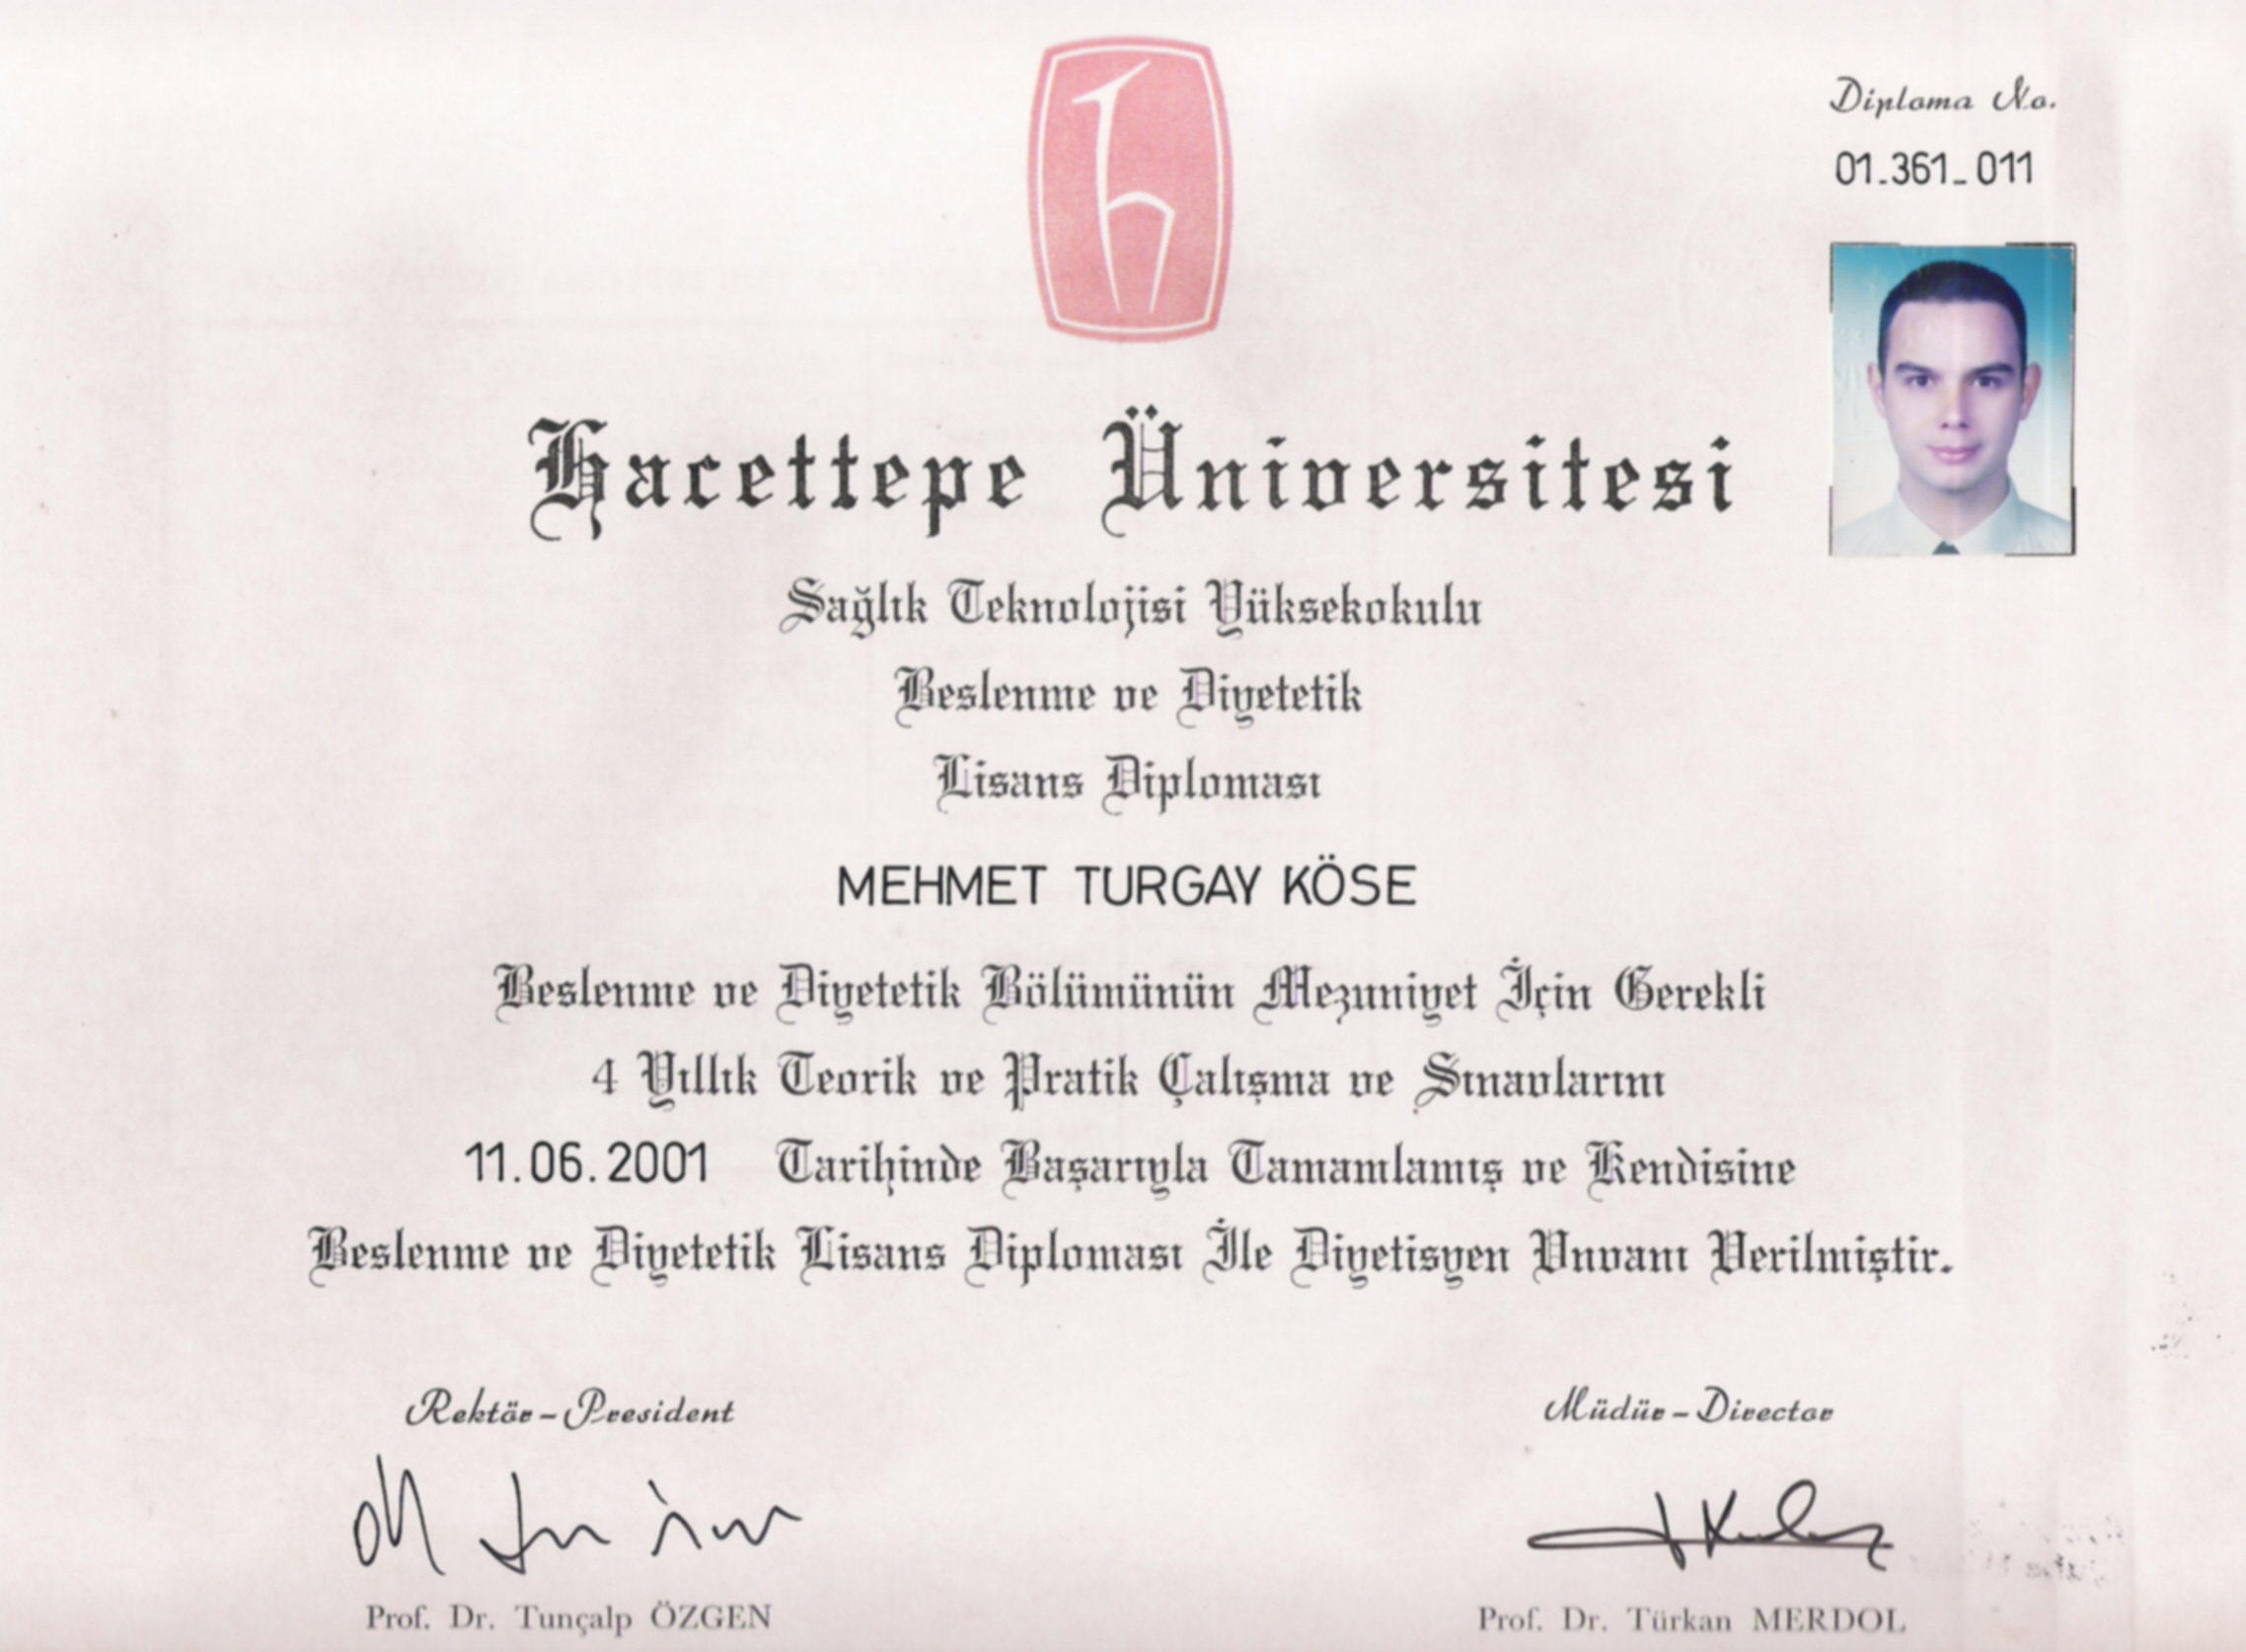 Diploma No.
01.361_011
Hacettepe Üniversitesi
Sağlık Teknolojisi Yüksekokulu
Beslenme ve Diyetetik
Lisans Diploması
MEHMET TURGAY KÖSE
Beslenme ve Diyetetik Bölümünün Mezuniyet İçin Gerekli
4 Yıllık Teorik ve Pratik Çalışma ve Sınavlarını
11.06.2001 Tarihinde Başarıyla Tamamlamış ve Kendisine
Beslenme ve Diyetetik Lisans Diploması İle Diyetisyen Unvanı Verilmiştir.
Rektör-President
Müdür-Director
Prof. Dr. Tunçalp ÖZGEN
Prof. Dr. Türkan MERDOL